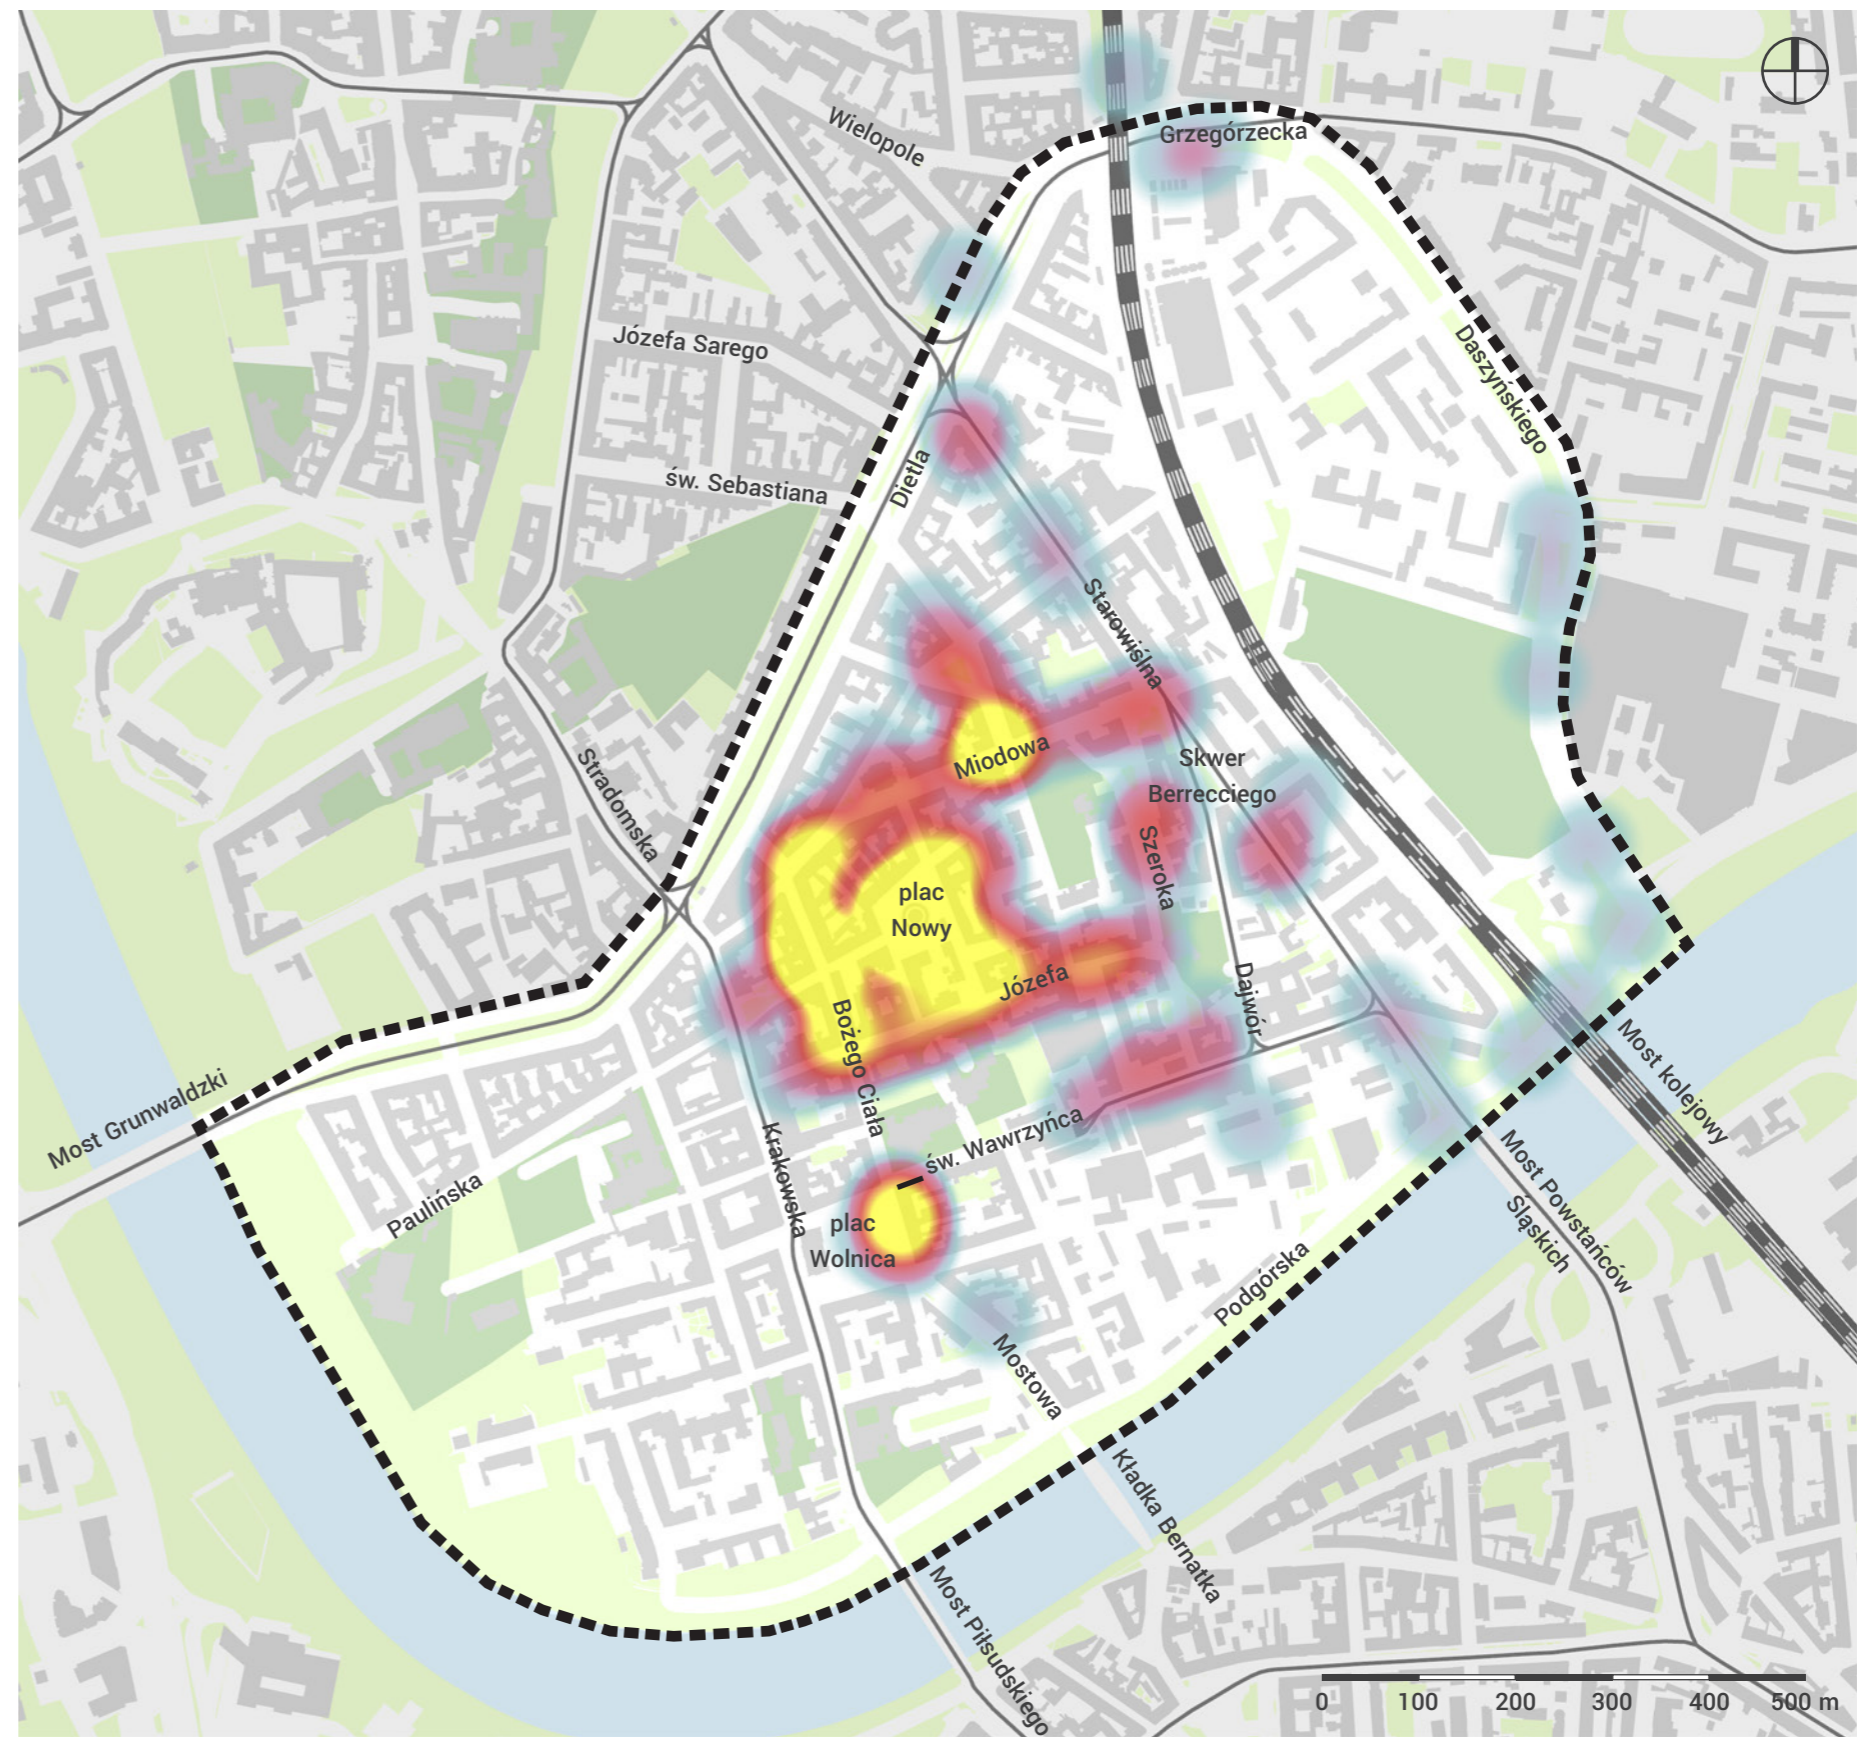 Grzegórzecka
Wielopole
Józefa Sarego
Daszyńskiego
św. Sebastiana
Dietla
Starowiślna
Miodowa
Skwer
Berrecciego
Stradomska
Szeroka
plac
Nowy
Józefa
Dajwór
Bożego Ciała
Most kolejowy
Most Grunwaldzki
św. Wawrzyńca
Krakowska
Paulińska
plac
Wolnica
Most Powstańców
Śląskich
Podgórska
Mostowa
Kładka Bernatka
Most Piłsudskiego
0 100 200 300 400 500 m